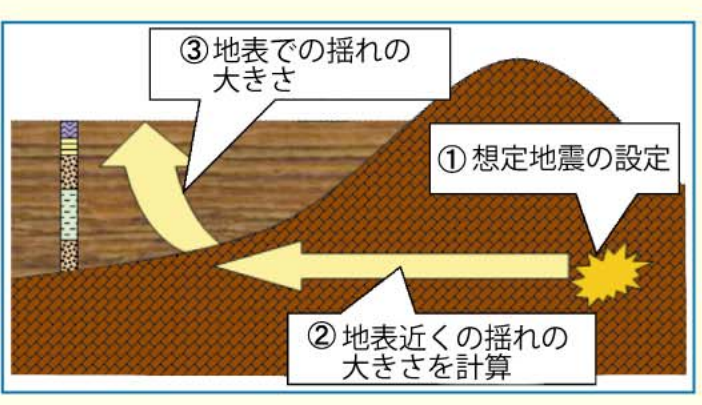 ③地表での揺れの
大きさ
①想定地震の設定
②地表近くの揺れの
大きさを計算